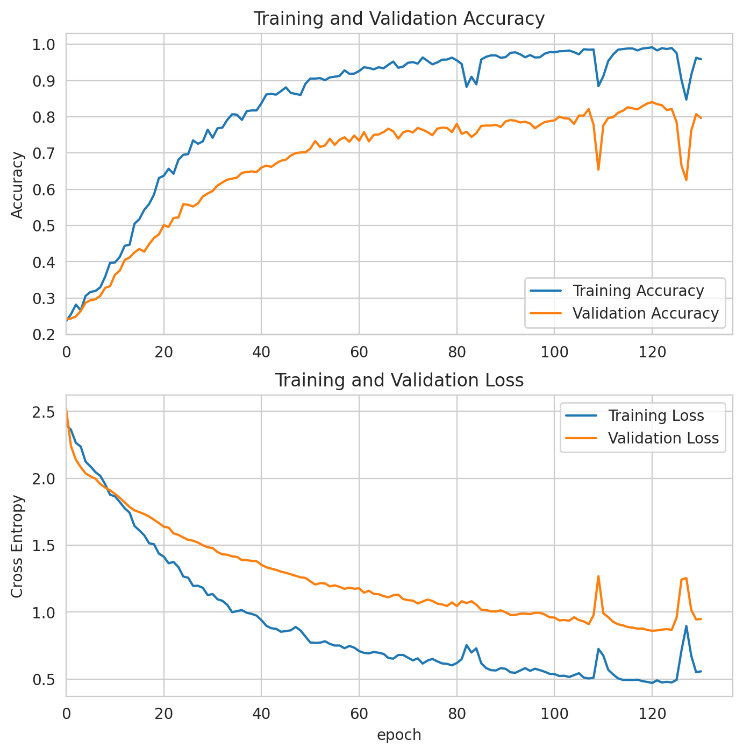 Training and Validation Accuracy
1.0
0.9
0.8
0.7
0.6
0.5
0.4
0.3
0.2
Accuracy
Training Accuracy
Validation Accuracy
0 20 40 60 80 100 120
Training and Validation Loss
2.5
2.0
1.5
1.0
0.5
Cross Entropy
Training Loss
Validation Loss
0 20 40 60 80 100 120
epoch